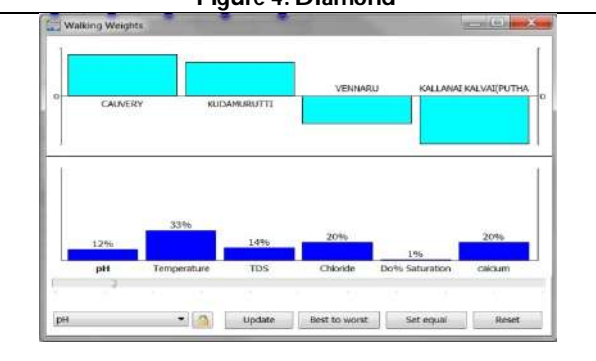 Figure 4. Diamond
Walking Weights
0 0
VENNARU KALLANAI KALVAI(PUTHA
CAUVERY KUDAMURUTTI
33%
20% 20%
12% 14%
1%
pH Temperature TDS Chloride Do% Saturation calcium
pH Update Best to worst Set equal Reset